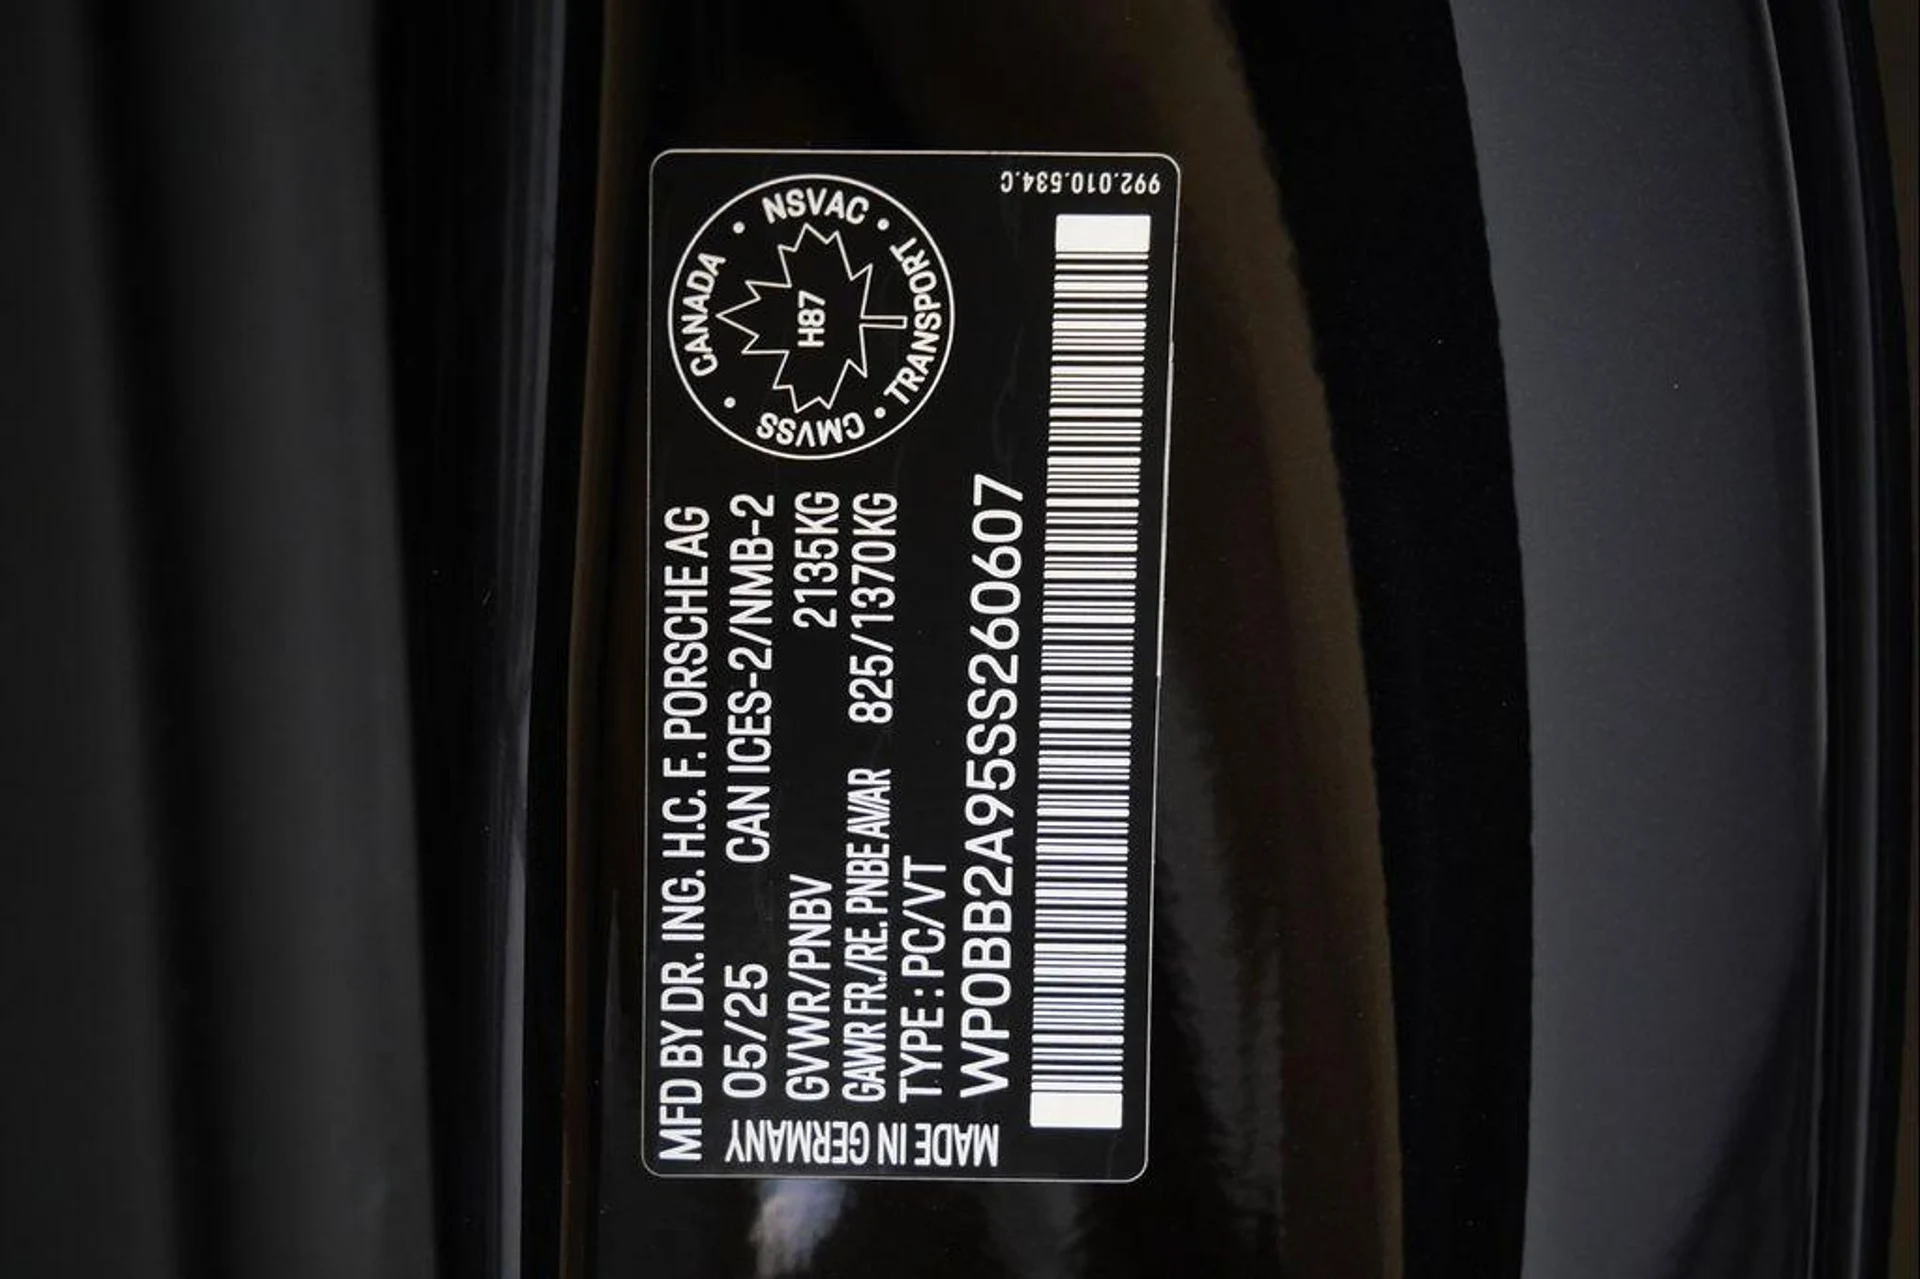 MFD BY DR. ING. H.C. F. PORSCHE AG
05/25 CAN ICES-2/NMB-2
GVWR/PNBV 2135KG
GAWR FR./RE. PNBE AV/AR 825/1370KG
TYPE : PC/VT
WP0BB2A95SS260607
MADE IN GERMANY
CANADA • NSVAC • TRANSPORT • CMVSS •
H87
992.010.534.C